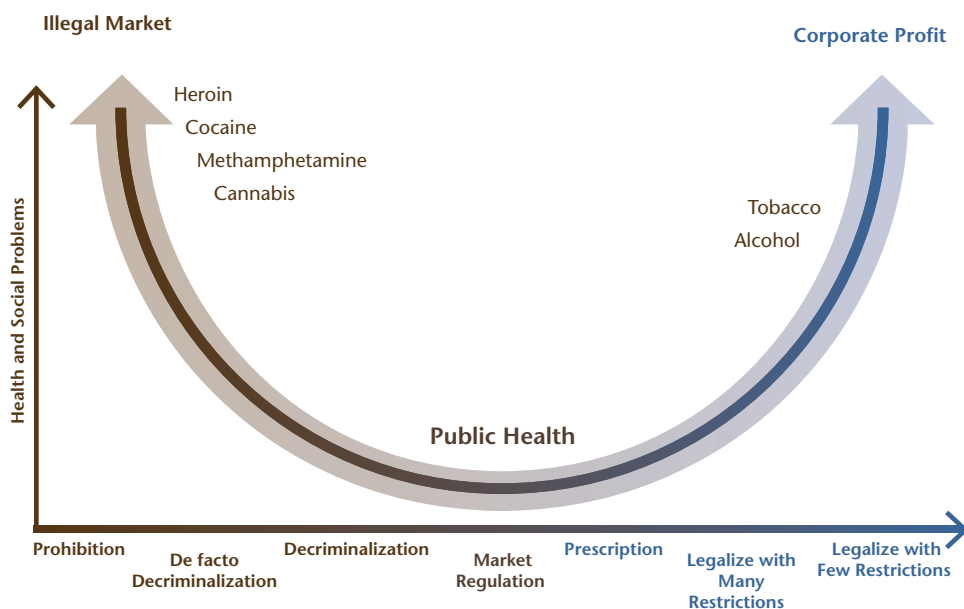 Illegal Market
Corporate Profit
Heroin
Cocaine
Methamphetamine
Cannabis
Tobacco
Alcohol
Health and Social Problems
Public Health
Prohibition
De facto
Decriminalization
Decriminalization
Market
Regulation
Prescription
Legalize with
Many
Restrictions
Legalize with
Few Restrictions